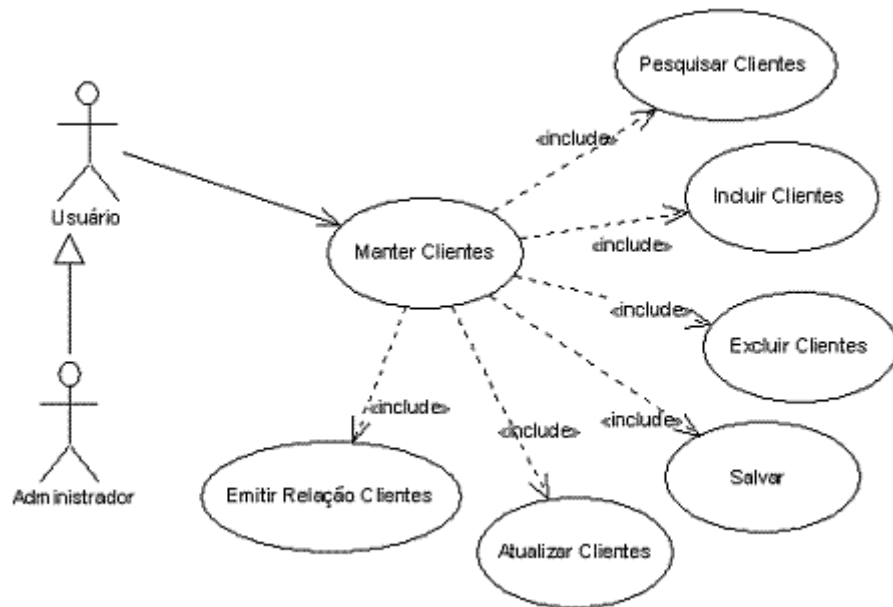 Pesquisar Clientes
«include»
Incluir Clientes
Usuário
«include»
Manter Clientes
«include»
Excluir Clientes
«include»
«include»
«include»
Salvar
Emitir Relação Clientes
Administrador
Atualizar Clientes